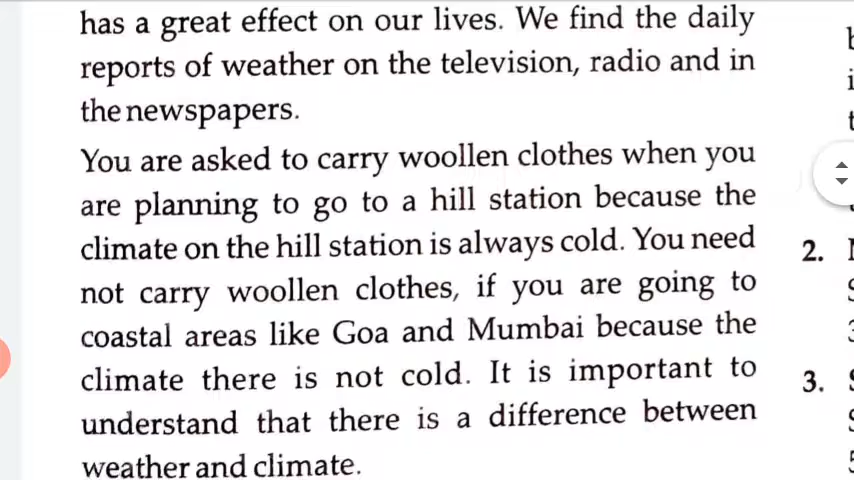 has a great effect on our lives. We find the daily
reports of weather on the television, radio and in
the newspapers.
You are asked to carry woollen clothes when you
are planning to go to a hill station because the
climate on the hill station is always cold. You need
not carry woollen clothes, if you are going to
coastal areas like Goa and Mumbai because the
climate there is not cold. It is important to
understand that there is a difference between
weather and climate.
2.
3.